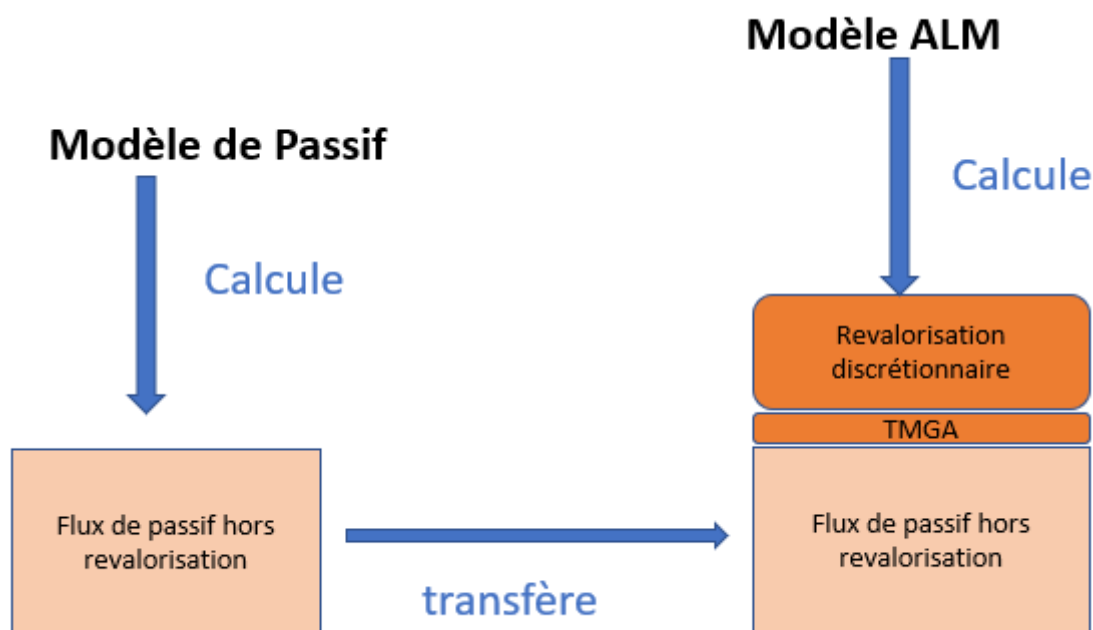 Modèle ALM
Modèle de Passif
Calcule
Calcule
Revalorisation
discrétionnaire
TMGA
Flux de passif hors
revalorisation
Flux de passif hors
revalorisation
transfère